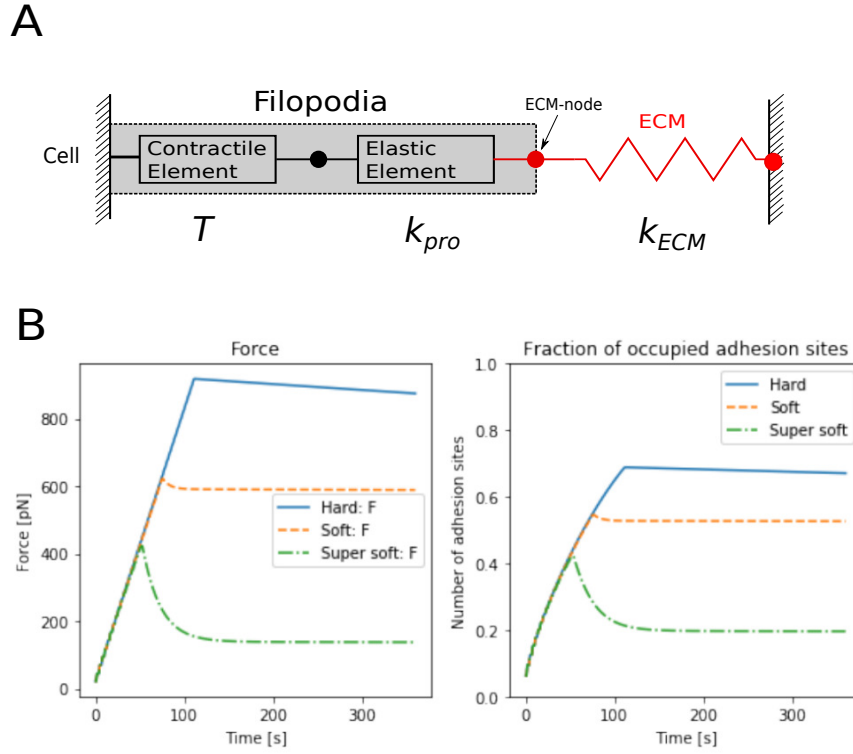 A
Filopodia
ECM-node
ECM
Cell
Contractile
Element
Elastic
Element
T
k_pro
k_ECM
B
Force
Force [pN]
800
600
400
200
0
Hard: F
Soft: F
Super soft: F
0
100
200
300
Time [s]
Fraction of occupied adhesion sites
Number of adhesion sites
1.0
0.8
0.6
0.4
0.2
0.0
Hard
Soft
Super soft
0
100
200
300
Time [s]